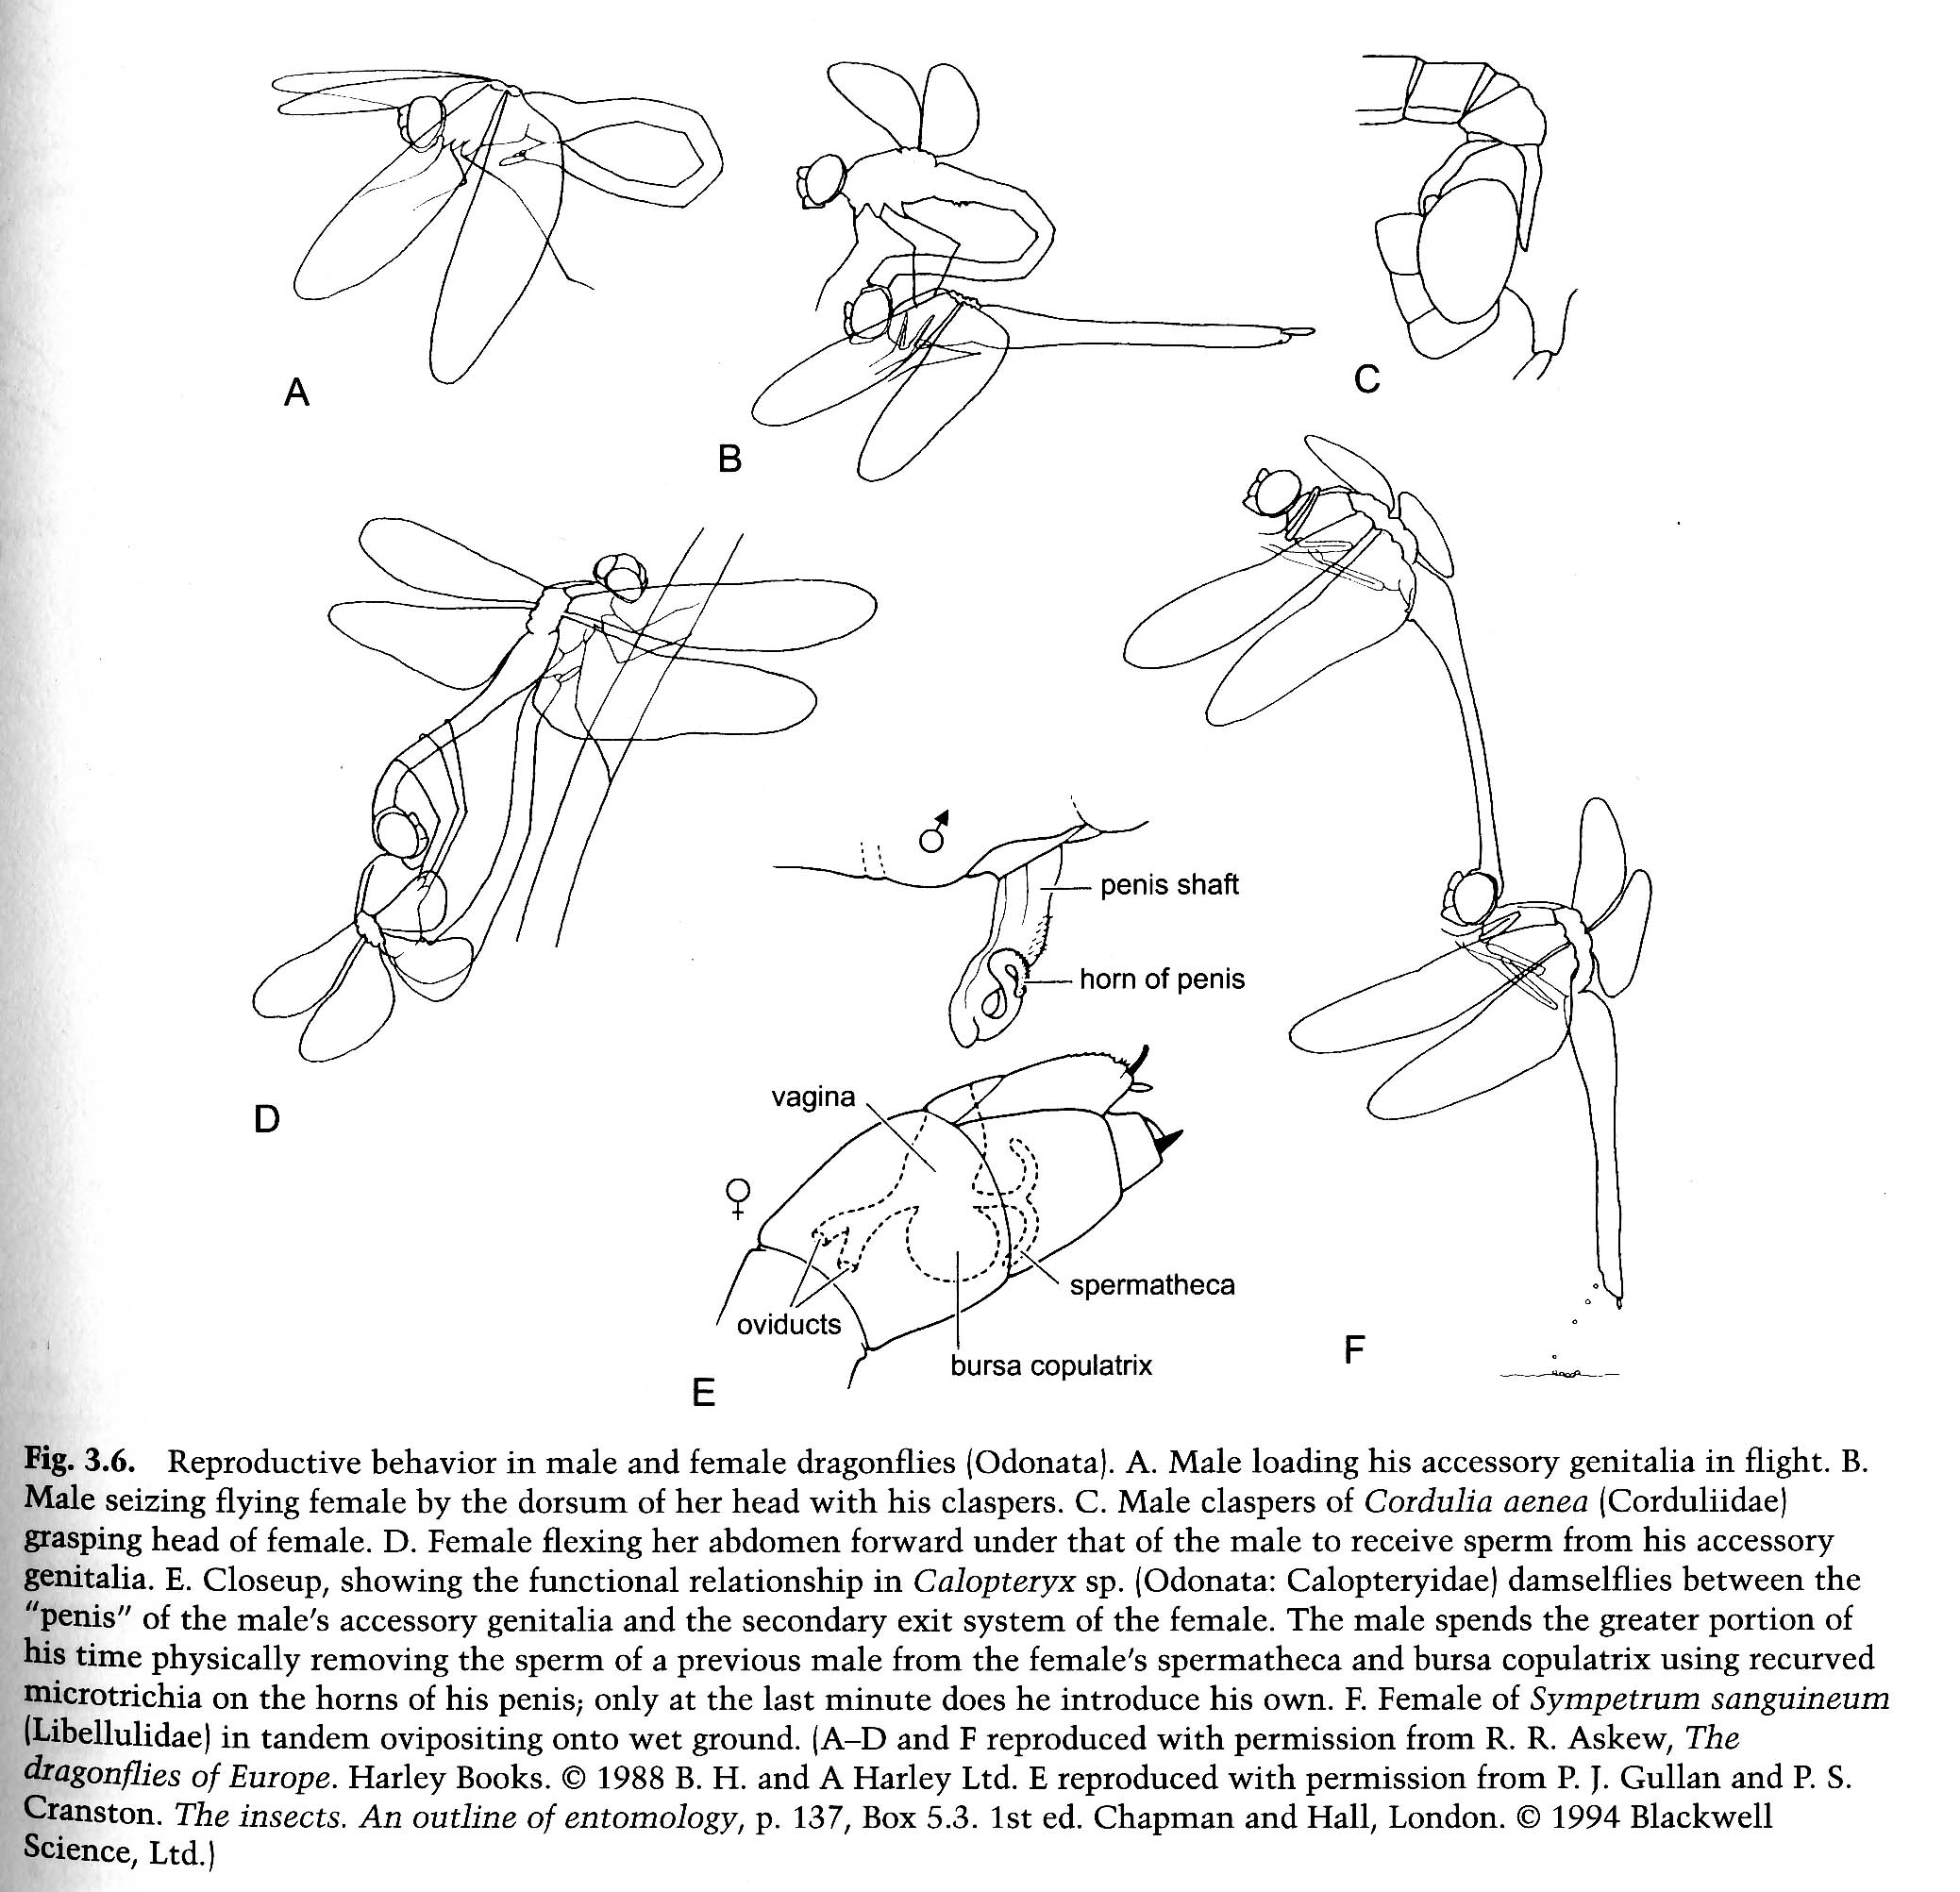 A
B
C
D
♂
penis shaft
horn of penis
vagina
♀
spermatheca
oviducts
bursa copulatrix
E
F
Fig. 3.6. Reproductive behavior in male and female dragonflies (Odonata). A. Male loading his accessory genitalia in flight. B.
Male seizing flying female by the dorsum of her head with his claspers. C. Male claspers of Cordulia aenea (Corduliidae)
grasping head of female. D. Female flexing her abdomen forward under that of the male to receive sperm from his accessory
genitalia. E. Closeup, showing the functional relationship in Calopteryx sp. (Odonata: Calopterygidae) damselflies between the
“penis” of the male’s accessory genitalia and the secondary exit system of the female. The male spends the greater portion of
his time physically removing the sperm of a previous male from the female’s spermatheca and bursa copulatrix using recurved
microtrichia on the horns of his penis; only at the last minute does he introduce his own. F. Female of Sympetrum sanguineum
(Libellulidae) in tandem ovipositing onto wet ground. (A–D and F reproduced with permission from R. R. Askew, The
dragonflies of Europe. Harley Books. © 1988 B. H. and A Harley Ltd. E reproduced with permission from P. J. Gullan and P. S.
Cranston. The insects. An outline of entomology, p. 137, Box 5.3. 1st ed. Chapman and Hall, London. © 1994 Blackwell
Science, Ltd.)